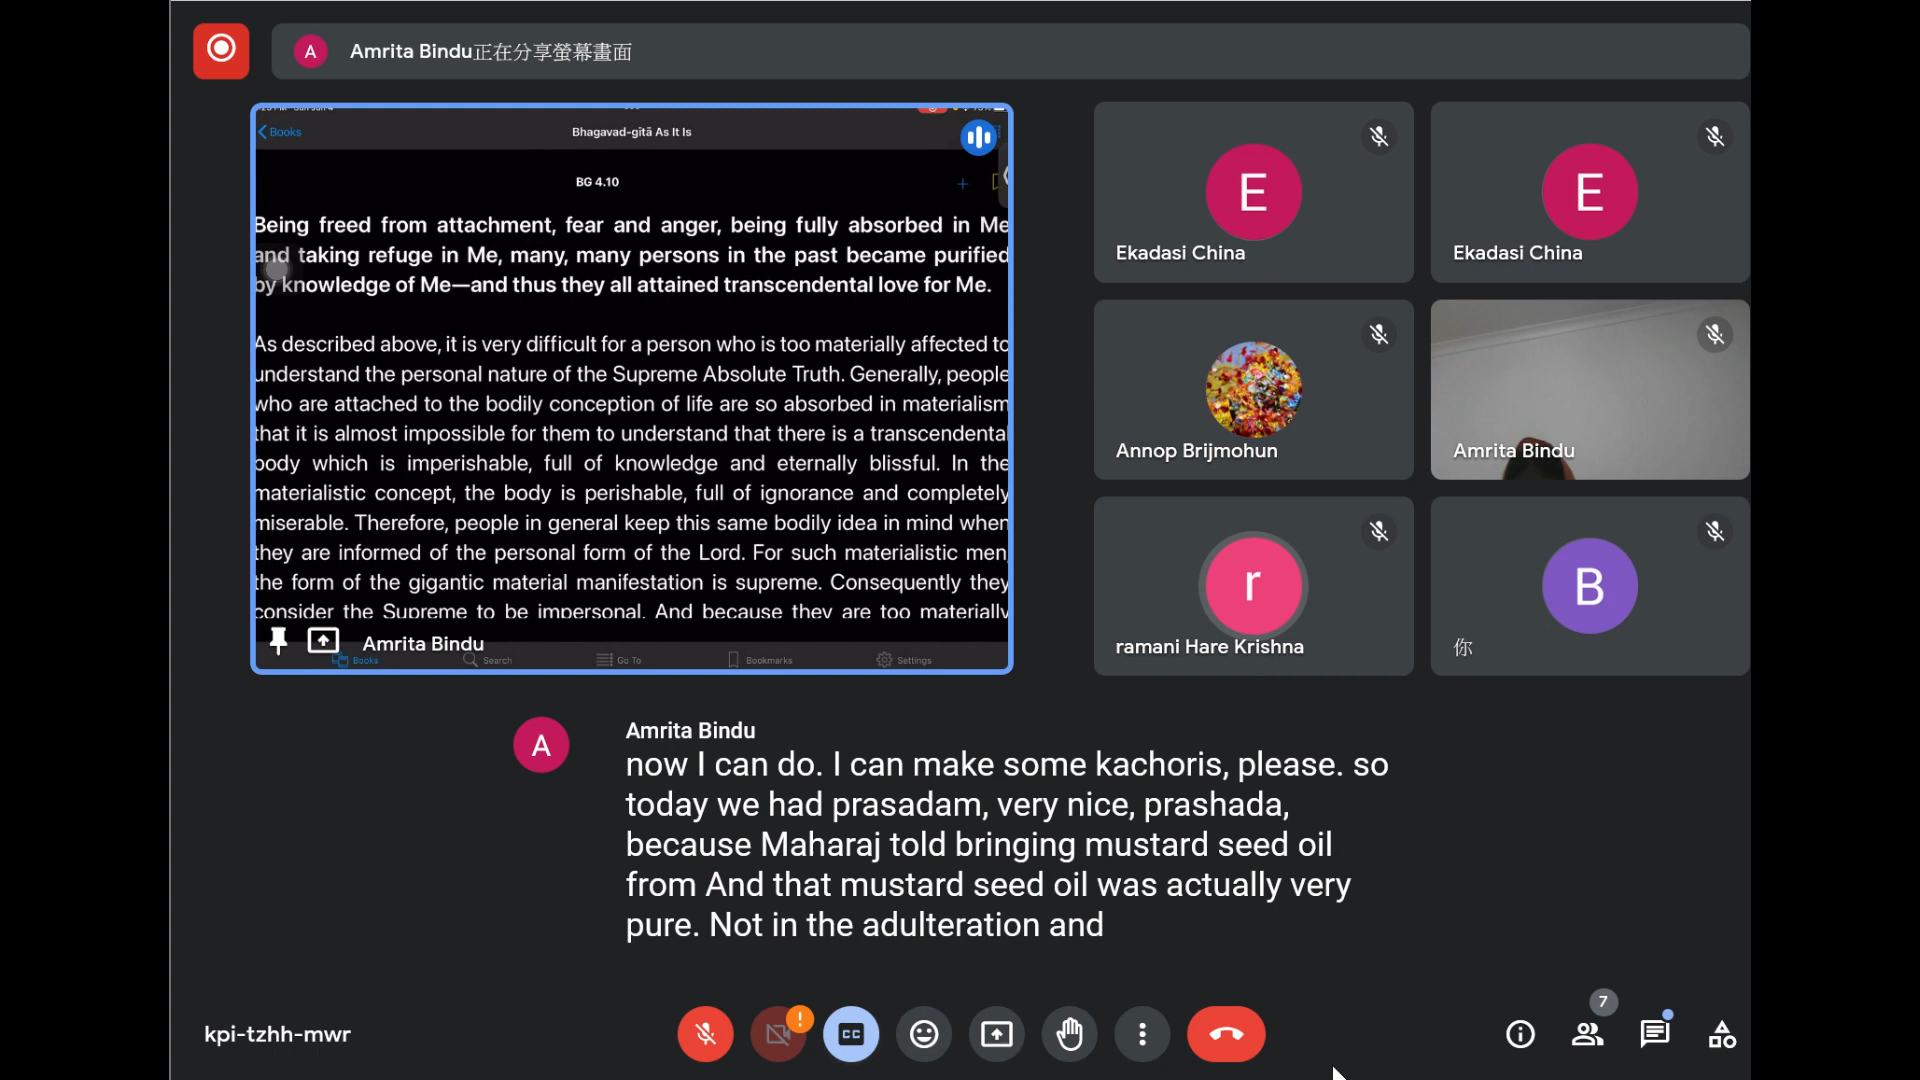 A
Amrita Bindu正在分享螢幕畫面
Books
Bhagavad-gītā As It Is
BG 4.10
Being freed from attachment, fear and anger, being fully absorbed in Me
and taking refuge in Me, many, many persons in the past became purified
by knowledge of Me—and thus they all attained transcendental love for Me.
As described above, it is very difficult for a person who is too materially affected to
understand the personal nature of the Supreme Absolute Truth. Generally, people
who are attached to the bodily conception of life are so absorbed in materialism
that it is almost impossible for them to understand that there is a transcendental
body which is imperishable, full of knowledge and eternally blissful. In the
materialistic concept, the body is perishable, full of ignorance and completely
miserable. Therefore, people in general keep this same bodily idea in mind when
they are informed of the personal form of the Lord. For such materialistic men,
the form of the gigantic material manifestation is supreme. Consequently they
consider the Supreme to be impersonal. And because they are too materially
Amrita Bindu
Books
Search
Go To
Bookmarks
Settings
E
Ekadasi China
E
Ekadasi China
Annop Brijmohun
Amrita Bindu
r
ramani Hare Krishna
B
你
A
Amrita Bindu
now I can do. I can make some kachoris, please. so
today we had prasadam, very nice, prashada,
because Maharaj told bringing mustard seed oil
from And that mustard seed oil was actually very
pure. Not in the adulteration and
kpi-tzhh-mwr
!
CC
7